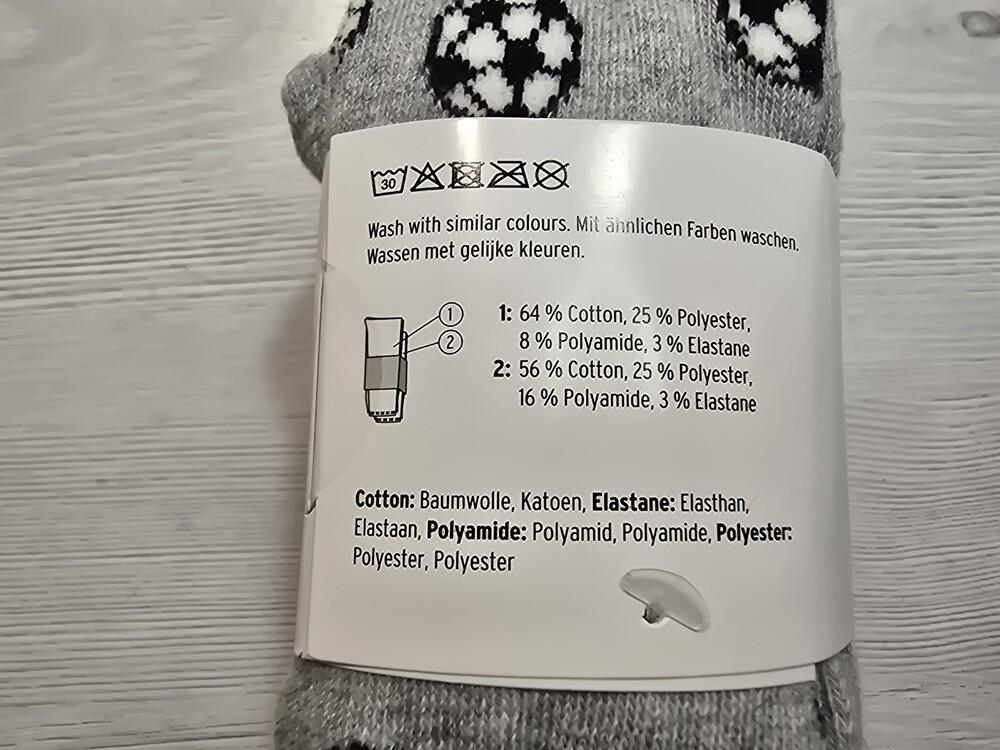 30
Wash with similar colours. Mit ähnlichen Farben waschen.
Wassen met gelijke kleuren.
1
2
1: 64 % Cotton, 25 % Polyester,
8 % Polyamide, 3 % Elastane
2: 56 % Cotton, 25 % Polyester,
16 % Polyamide, 3 % Elastane
Cotton: Baumwolle, Katoen, Elastane: Elasthan,
Elastaan, Polyamide: Polyamid, Polyamide, Polyester:
Polyester, Polyester